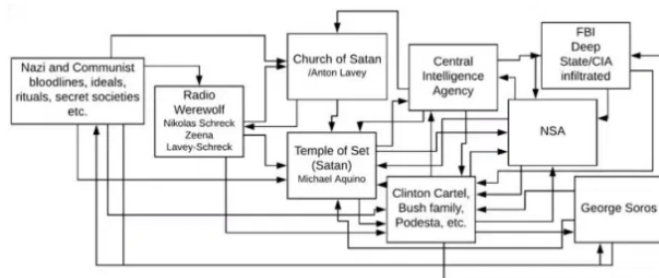 Nazi and Communist
bloodlines, ideals,
rituals, secret societies
etc.
Radio
Werewolf
Nikolas Schreck
Zeena
Lavey-Schreck
Church of Satan
/Anton Lavey
Temple of Set
(Satan)
Michael Aquino
Central
Intelligence
Agency
Clinton Cartel,
Bush family,
Podesta, etc.
FBI
Deep
State/CIA
infiltrated
NSA
George Soros